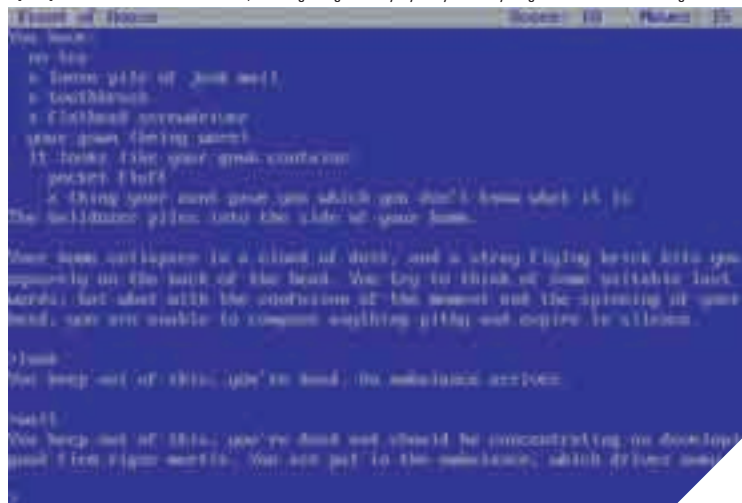 Front of House Score: 10 Moves: 25
You have:
no tea
a loose pile of junk mail
a toothbrush
a flathead screwdriver
your gown (being worn)
It looks like your gown contains:
pocket fluff
a thing your aunt gave you which you don't know what it is
The bulldozer piles into the side of your home.
Your home collapses in a cloud of dust, and a stray flying brick hits you
squarely on the back of the head. You try to think of some suitable last
words, but what with the confusion of the moment and the spinning of your
head, you are unable to compose anything pithy and expire in silence.
>look
You keep out of this, you're dead. An ambulance arrives.
>wait
You keep out of this, you're dead and should be concentrating on developi
good firm rigor mortis. You are put in the ambulance, which drives away
>